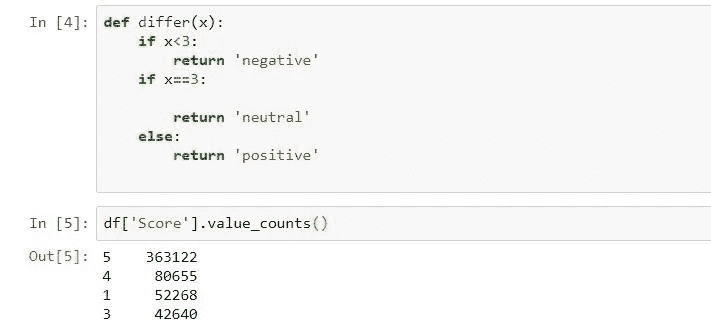 In [4]: def differ(x):
if x<3:
return 'negative'
if x==3:
return 'neutral'
else:
return 'positive'
In [5]: df['Score'].value_counts()
Out[5]: 5 363122
4 80655
1 52268
3 42640